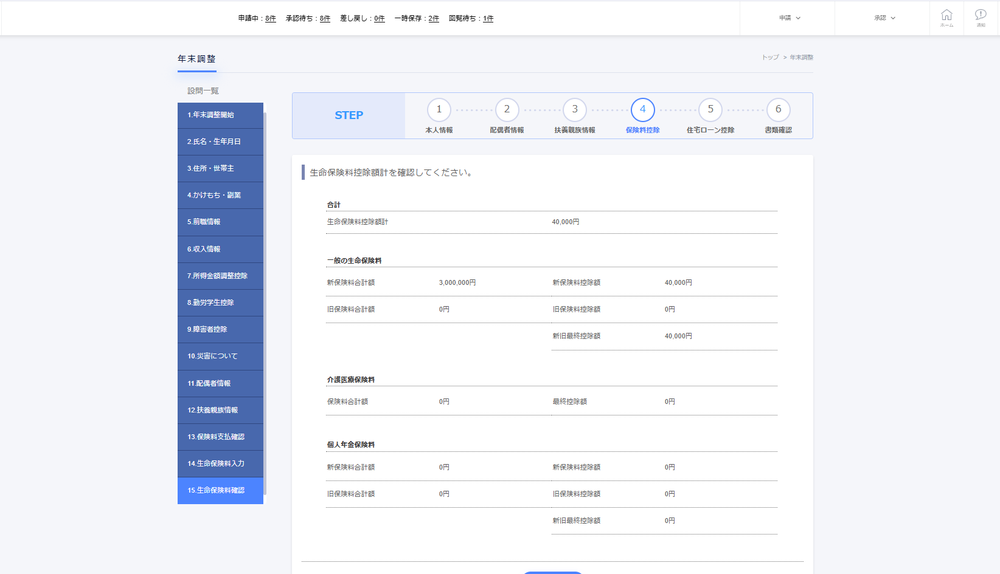 申請中：8件 承認待ち：8件 差し戻し：0件 一時保存：2件 回覧待ち：1件
申請
承認
ホーム
通知
年末調整
トップ > 年末調整
設問一覧
1.年末調整開始
2.氏名・生年月日
3.住所・世帯主
4.かけもち・副業
5.前職情報
6.収入情報
7.所得金額調整控除
8.勤労学生控除
9.障害者控除
10.災害について
11.配偶者情報
12.扶養親族情報
13.保険料支払確認
14.生命保険料入力
15.生命保険料確認
STEP
1 2 3 4 5 6
本人情報 配偶者情報 扶養親族情報 保険料控除 住宅ローン控除 書類確認
生命保険料控除額計を確認してください。
合計
生命保険料控除額計 40,000円
一般の生命保険料
新保険料合計額 3,000,000円 新保険料控除額 40,000円
旧保険料合計額 0円 旧保険料控除額 0円
新旧最終控除額 40,000円
介護医療保険料
保険料合計額 0円 最終控除額 0円
個人年金保険料
新保険料合計額 0円 新保険料控除額 0円
旧保険料合計額 0円 旧保険料控除額 0円
新旧最終控除額 0円